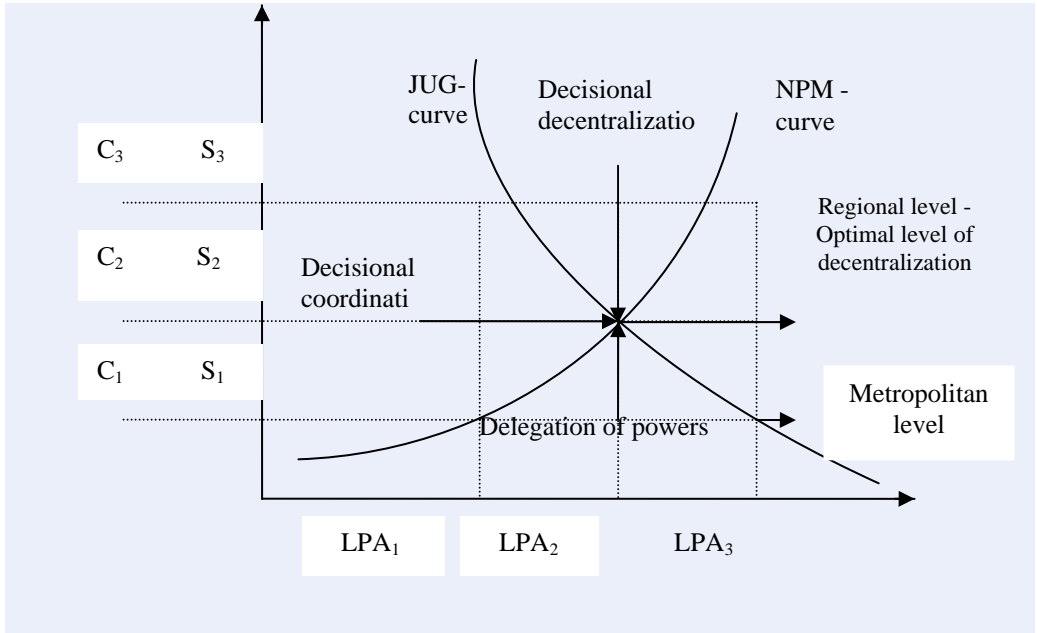 JUG-
curve
Decisional
decentralizatio
NPM -
curve
C₃ S₃
Regional level -
Optimal level of
decentralization
C₂ S₂
Decisional
coordinati
C₁ S₁
Metropolitan
level
Delegation of powers
LPA₁ LPA₂ LPA₃